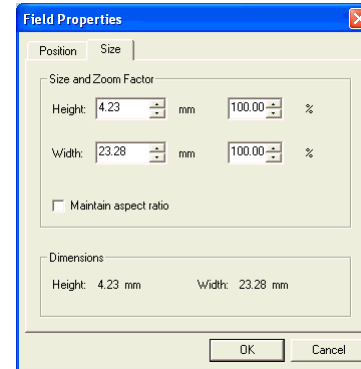 Field Properties
Position Size
Size and Zoom Factor
Height: 4.23 mm 100.00 %
Width: 23.28 mm 100.00 %
Maintain aspect ratio
Dimensions
Height: 4.23 mm Width: 23.28 mm
OK Cancel